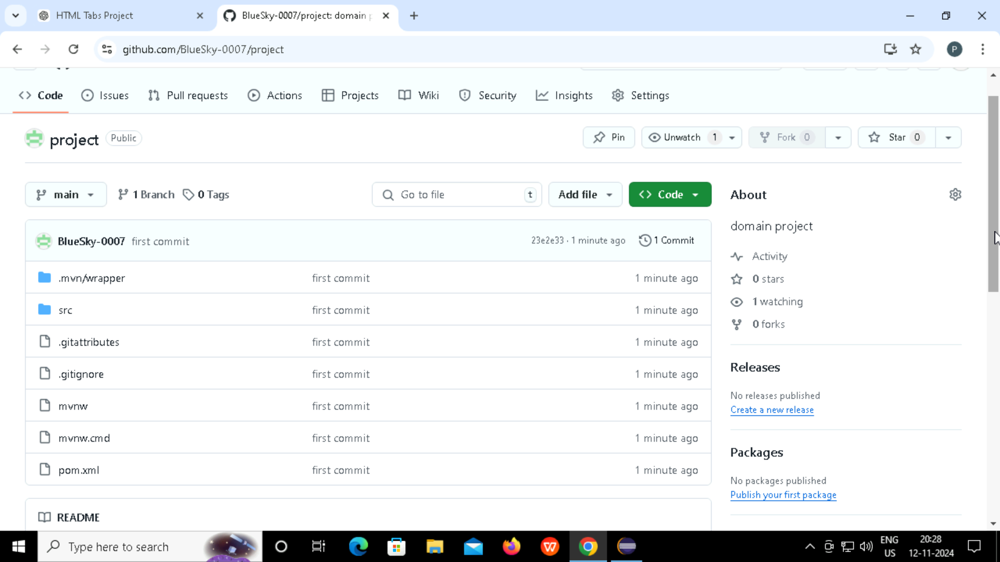 HTML Tabs Project
BlueSky-0007/project: domain p
github.com/BlueSky-0007/project
P
Code
Issues
Pull requests
Actions
Projects
Wiki
Security
Insights
Settings
project Public
Pin
Unwatch 1
Fork 0
Star 0
main
1 Branch
0 Tags
Go to file t
Add file
Code
About
domain project
BlueSky-0007 first commit 23e2e33 · 1 minute ago 1 Commit
.mvn/wrapper first commit 1 minute ago
src first commit 1 minute ago
.gitattributes first commit 1 minute ago
.gitignore first commit 1 minute ago
mvnw first commit 1 minute ago
mvnw.cmd first commit 1 minute ago
pom.xml first commit 1 minute ago
README
Activity
0 stars
1 watching
0 forks
Releases
No releases published
Create a new release
Packages
No packages published
Publish your first package
Type here to search
W
ENG
US
20:28
12-11-2024